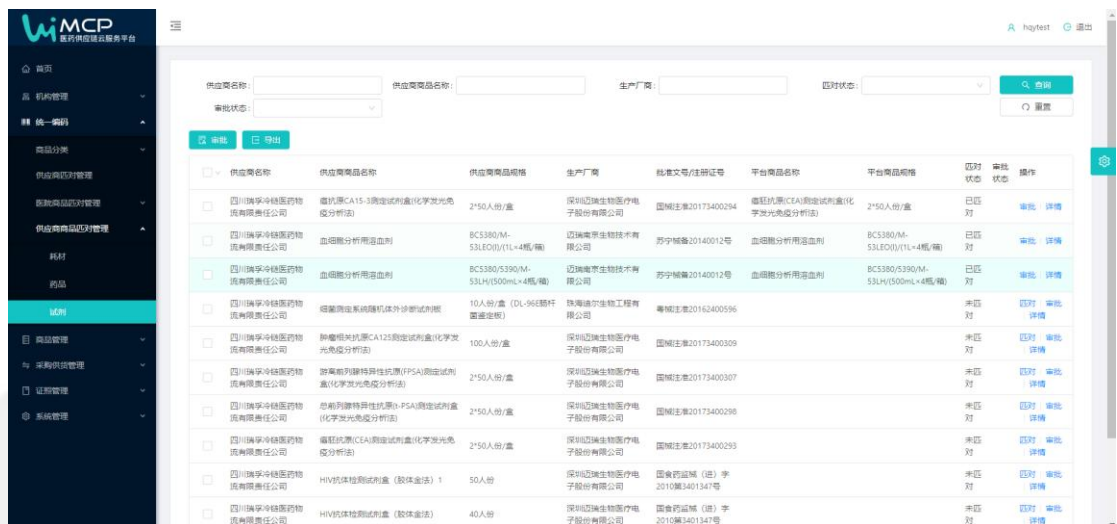 MCP
医药供应链云服务平台
hqytest 退出
首页
机构管理
统一编码
商品分类
供应商匹对管理
医院商品匹对管理
供应商商品匹对管理
耗材
药品
试剂
商品管理
采购供货管理
证照管理
系统管理
供应商名称: 供应商商品名称: 生产厂商: 匹对状态: 查询
审批状态: 重置
审批 导出
供应商名称 供应商商品名称 供应商商品规格 生产厂商 批准文号/注册证号 平台商品名称 平台商品规格 匹对 审批 操作
状态 状态
四川瑞孚冷链医药物 癌抗原CA15-3测定试剂盒(化学发光免 2*50人份/盒 深圳迈瑞生物医疗电 国械注准20173400294 癌胚抗原(CEA)测定试剂盒(化 2*50人份/盒 已匹 审批 详情
流有限责任公司 疫分析法) 子股份有限公司 学发光免疫分析法) 对
四川瑞孚冷链医药物 血细胞分析用溶血剂 BC5380/M- 迈瑞南京生物技术有 苏宁械备20140012号 血细胞分析用溶血剂 BC5380/M- 已匹 审批 详情
流有限责任公司 53LEO(I)/(1L×4瓶/箱) 限公司 53LEO(I)/(1L×4瓶/箱) 对
四川瑞孚冷链医药物 血细胞分析用溶血剂 BC5380/5390/M- 迈瑞南京生物技术有 苏宁械备20140012号 血细胞分析用溶血剂 BC5380/5390/M- 已匹 审批 详情
流有限责任公司 53LH/(500mL×4瓶/箱) 限公司 53LH/(500mL×4瓶/箱) 对
四川瑞孚冷链医药物 细菌测定系统随机体外诊断试剂板 10人份/盒（DL-96E肠杆 珠海迪尔生物工程有 粤械注准20162400596 未匹 匹对 审批
流有限责任公司 菌鉴定板） 限公司 对 详情
四川瑞孚冷链医药物 肿瘤相关抗原CA125测定试剂盒(化学发 100人份/盒 深圳迈瑞生物医疗电 国械注准20173400309 未匹 匹对 审批
流有限责任公司 光免疫分析法) 子股份有限公司 对 详情
四川瑞孚冷链医药物 游离前列腺特异性抗原(FPSA)测定试剂 2*50人份/盒 深圳迈瑞生物医疗电 国械注准20173400307 未匹 匹对 审批
流有限责任公司 盒(化学发光免疫分析法) 子股份有限公司 对 详情
四川瑞孚冷链医药物 总前列腺特异性抗原(t-PSA)测定试剂盒 2*50人份/盒 深圳迈瑞生物医疗电 国械注准20173400298 未匹 匹对 审批
流有限责任公司 (化学发光免疫分析法) 子股份有限公司 对 详情
四川瑞孚冷链医药物 癌胚抗原(CEA)测定试剂盒(化学发光免 2*50人份/盒 深圳迈瑞生物医疗电 国械注准20173400293 未匹 匹对 审批
流有限责任公司 疫分析法) 子股份有限公司 对 详情
四川瑞孚冷链医药物 HIV抗体检测试剂盒（胶体金法）1 50人份 深圳迈瑞生物医疗电 国食药监械（进）字 未匹 匹对 审批
流有限责任公司 子股份有限公司 2010第3401347号 对 详情
四川瑞孚冷链医药物 HIV抗体检测试剂盒（胶体金法） 40人份 深圳迈瑞生物医疗电 国食药监械（进）字 未匹 匹对 审批
流有限责任公司 子股份有限公司 2010第3401347号 对 详情